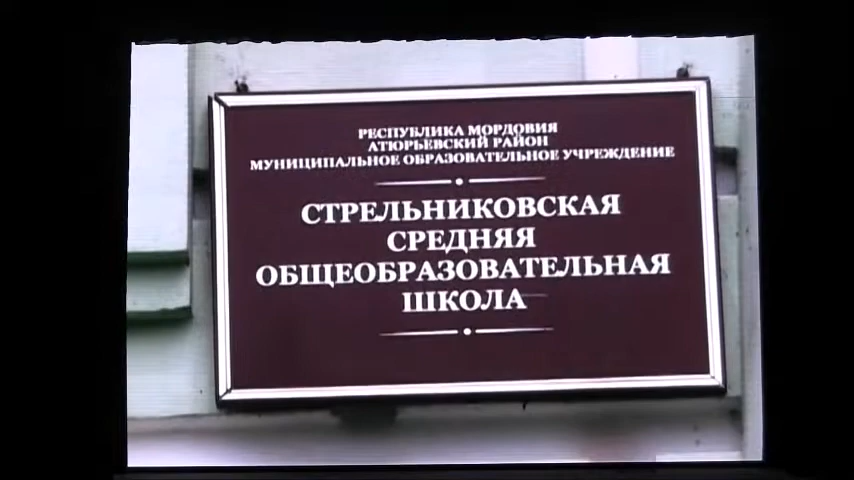 РЕСПУБЛИКА МОРДОВИЯ
АТЮРЬЕВСКИЙ РАЙОН
МУНИЦИПАЛЬНОЕ ОБРАЗОВАТЕЛЬНОЕ УЧРЕЖДЕНИЕ
СТРЕЛЬНИКОВСКАЯ
СРЕДНЯЯ
ОБЩЕОБРАЗОВАТЕЛЬНАЯ
ШКОЛА